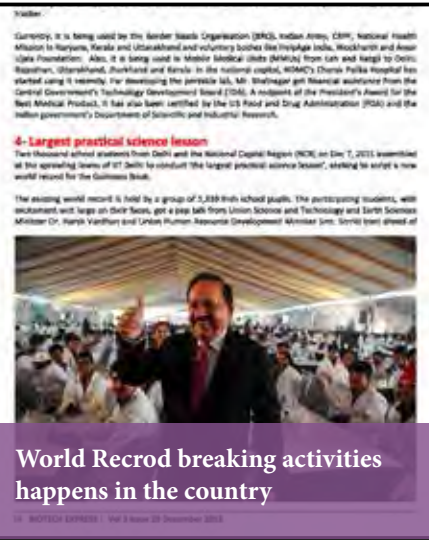 Currently, it is being used by the Border Roads Organisation (BRO), Indian Army, CRPF, National Health
Mission in Haryana, Kerala and Uttarakhand and voluntary bodies like HelpAge India, Wockhardt and Amar
Ujala Foundation. Also, it is being used in Mobile Medical Units (MMUs) from Leh and Kargil to Delhi,
Rajasthan, Uttarakhand, Jharkhand and Kerala. In the national capital, NDMC's Charak Palika Hospital has
started using it recently. For developing the portable lab, Mr. Bhatnagar got financial assistance from the
Central Government's Technology Development Board (TDB). A recipient of the President's Award for the
Best Medical Product, it has also been certified by the US Food and Drug Administration (FDA) and the
Indian government's Department of Scientific and Industrial Research.
4- Largest practical science lesson
Two thousand school students from Delhi and the National Capital Region (NCR) on Dec 7, 2015 assembled
at the sprawling lawns of IIT Delhi to conduct 'the largest practical science lesson', seeking to script a new
world record for the Guinness Book.
The existing world record is held by a group of 1,339 Irish school pupils. The participating students, with
excitement writ large on their faces, got a pep talk from Union Science and Technology and Earth Sciences
Minister Dr. Harsh Vardhan and Union Human Resource Development Minister Smt. Smriti Irani ahead of
World Recrod breaking activities
happens in the country
BIOTECH EXPRESS Vol 3 Issue 29 December 2015